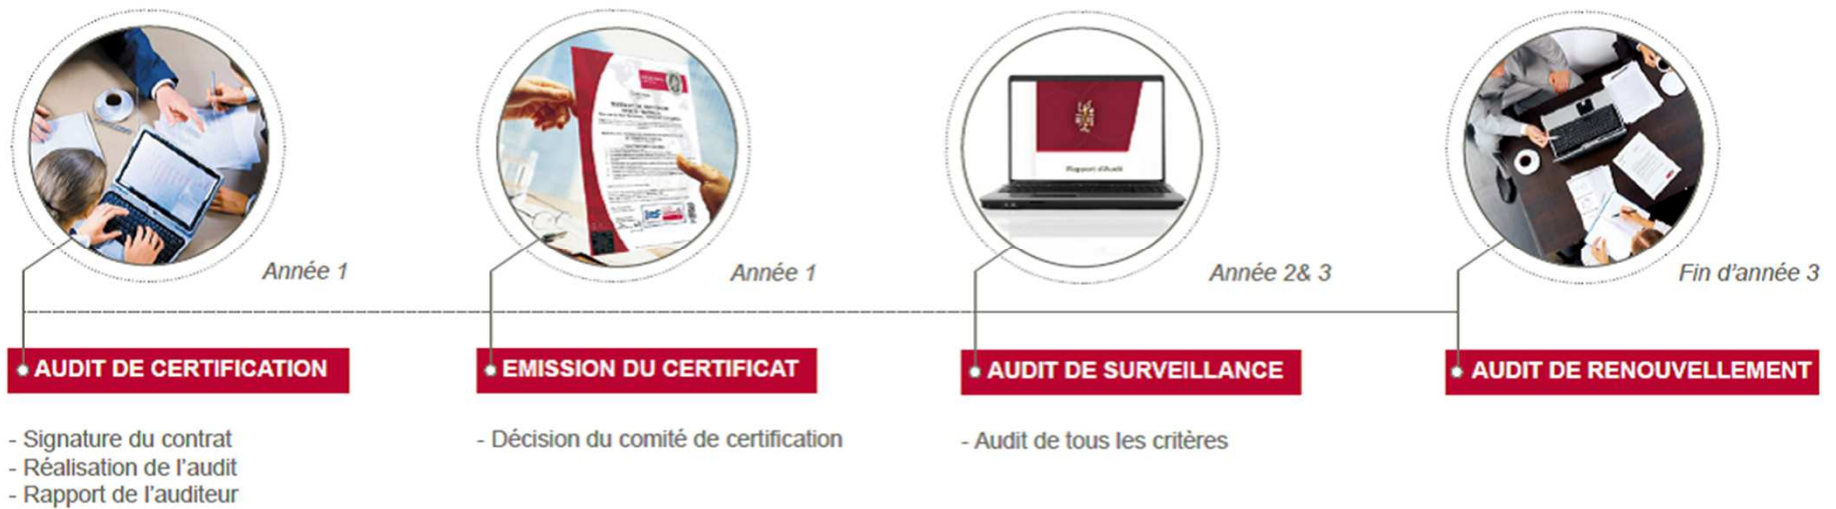 Année 1
Année 1
Année 2& 3
Fin d'année 3
Rapport d'Audit
AUDIT DE CERTIFICATION
EMISSION DU CERTIFICAT
AUDIT DE SURVEILLANCE
AUDIT DE RENOUVELLEMENT
- Signature du contrat
- Réalisation de l'audit
- Rapport de l'auditeur
- Décision du comité de certification
- Audit de tous les critères